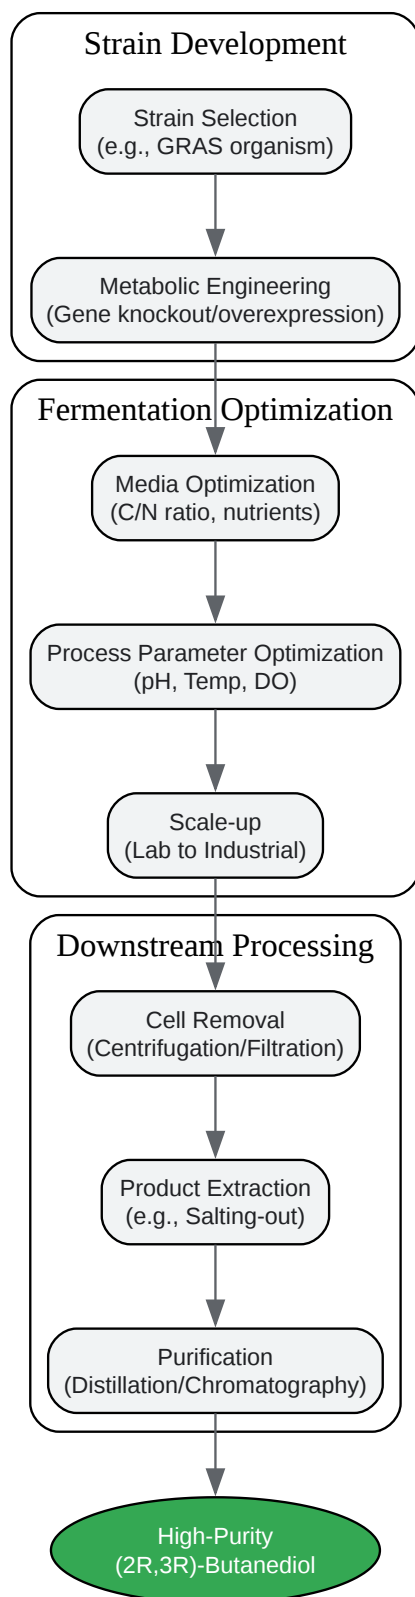 Strain Development
Strain Selection
(e.g., GRAS organism)
Metabolic Engineering
(Gene knockout/overexpression)
Fermentation Optimization
Media Optimization
(C/N ratio, nutrients)
Process Parameter Optimization
(pH, Temp, DO)
Scale-up
(Lab to Industrial)
Downstream Processing
Cell Removal
(Centrifugation/Filtration)
Product Extraction
(e.g., Salting-out)
Purification
(Distillation/Chromatography)
High-Purity
(2R,3R)-Butanediol